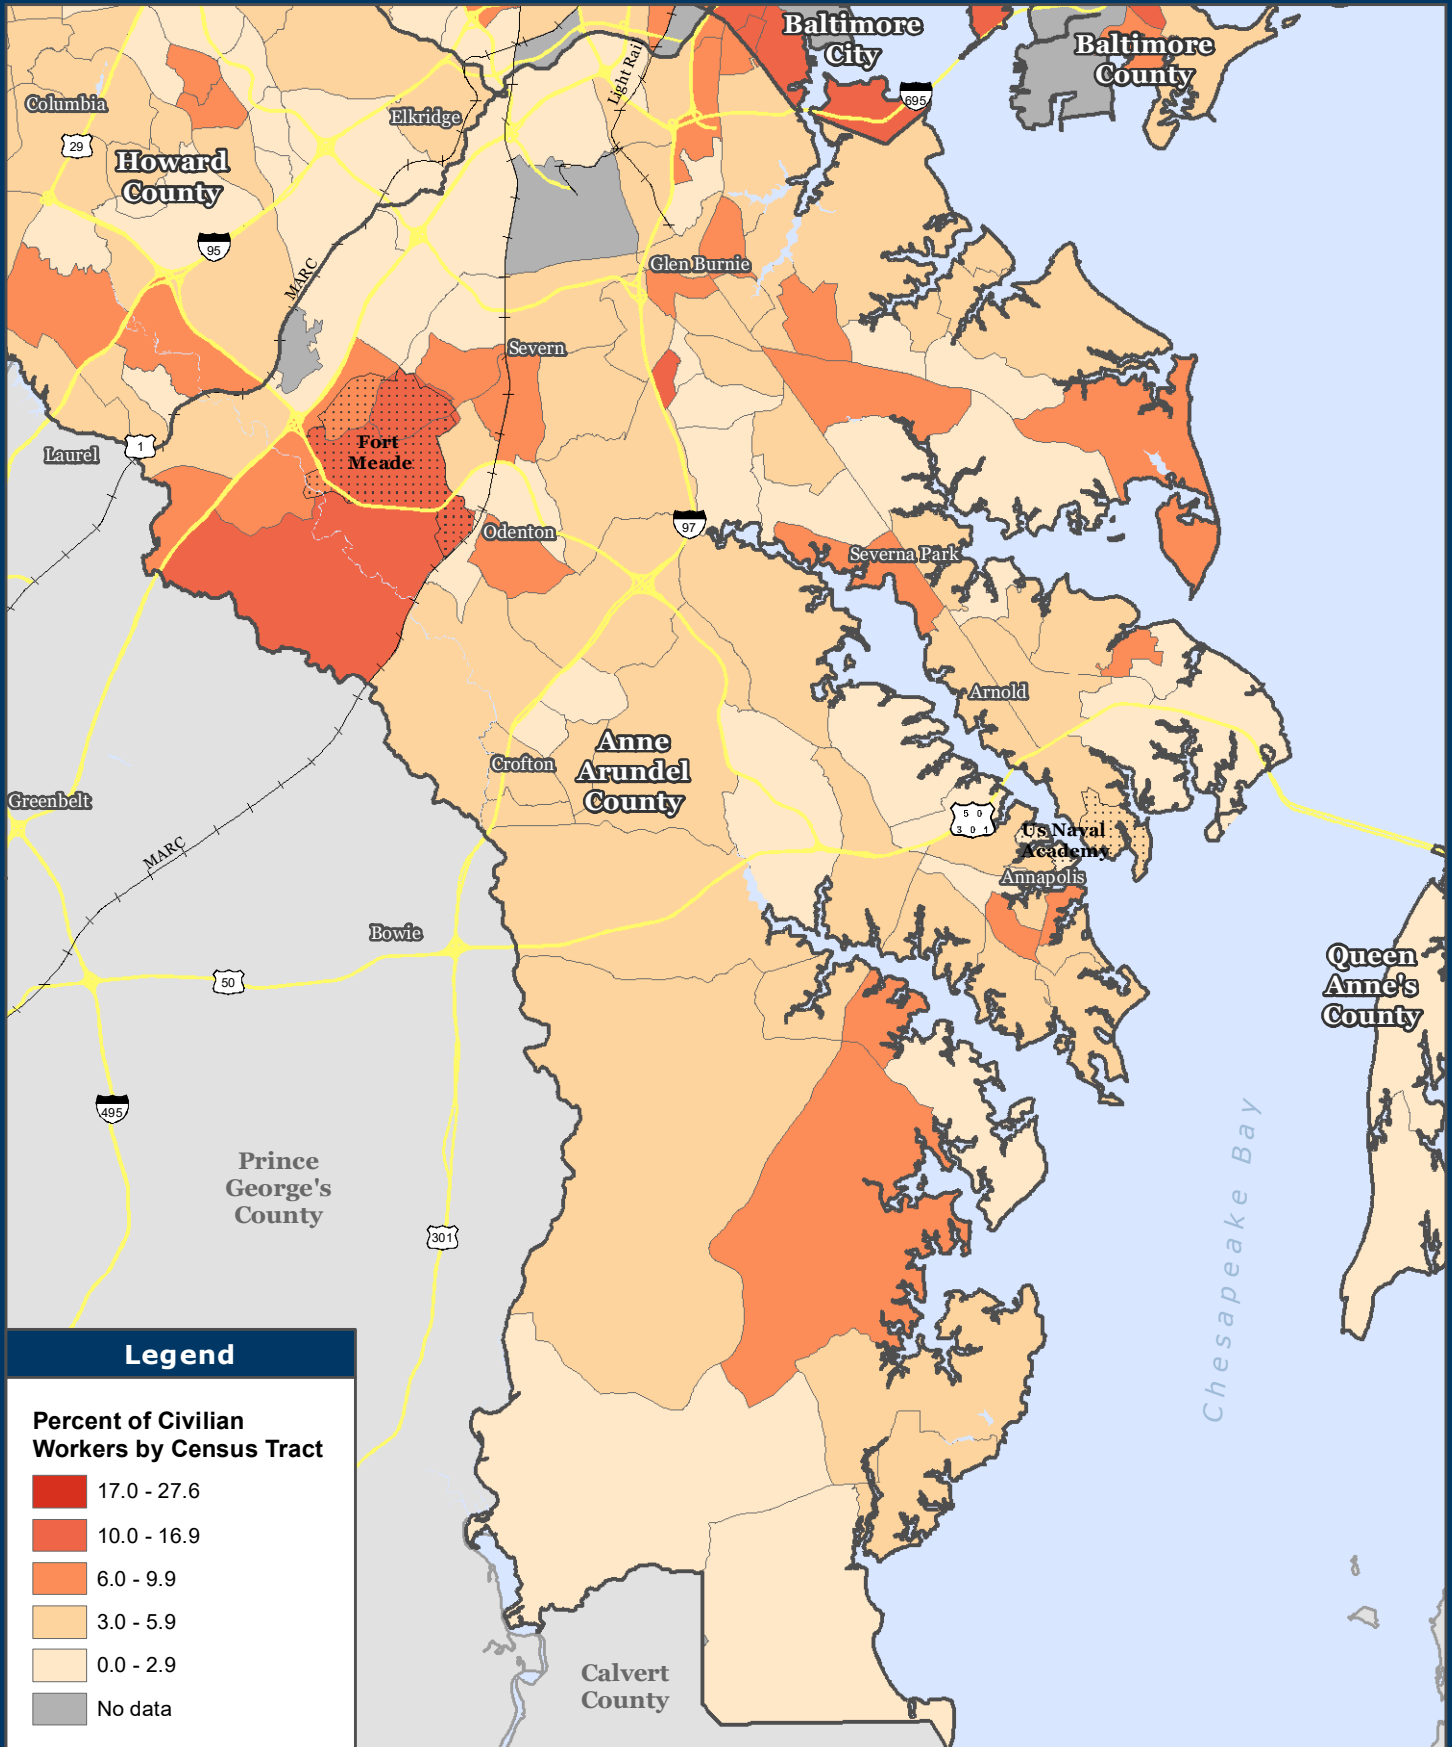 Baltimore
City
Baltimore
County
Light Rail
695
Columbia
Elkridge
29
Howard
County
95
MARC
Glen Burnie
Severn
Fort
Meade
1
Laurel
97
Odenton
Severna Park
Arnold
Anne
Arundel
County
Crofton
Greenbelt
50
301
Us Naval
Academy
MARC
Annapolis
Bowie
50
Queen
Anne's
County
495
Prince
George's
County
301
Chesapeake Bay
Calvert
County
Legend
Percent of Civilian
Workers by Census Tract
17.0 - 27.6
10.0 - 16.9
6.0 - 9.9
3.0 - 5.9
0.0 - 2.9
No data